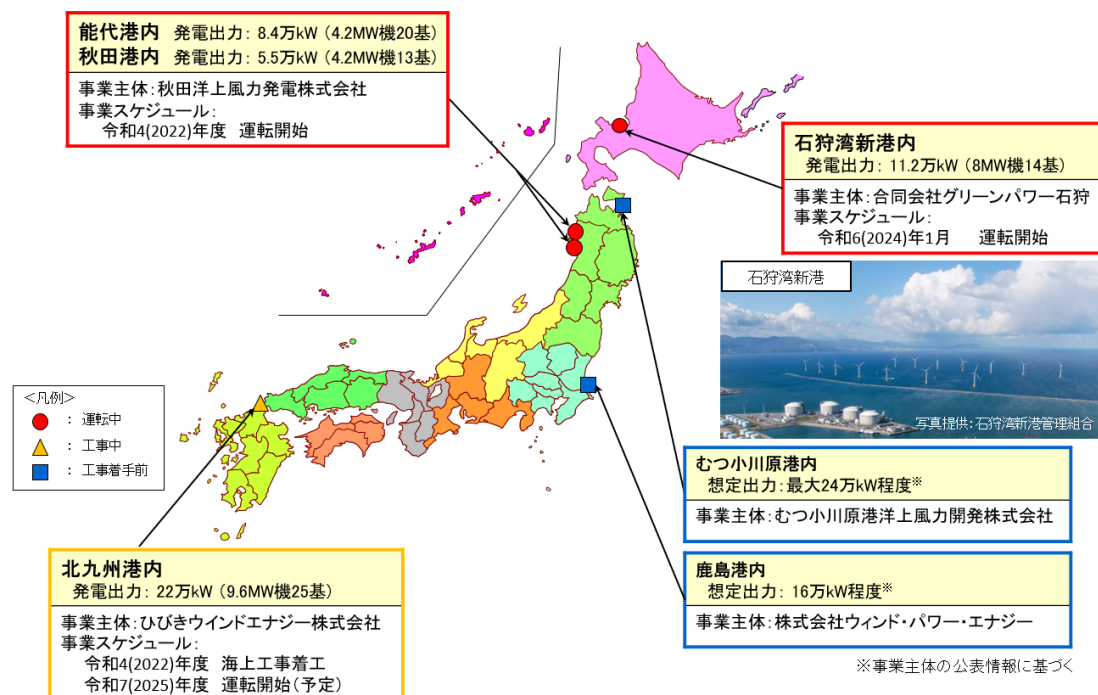 能代港内 発電出力: 8.4万kW (4.2MW機20基)
秋田港内 発電出力: 5.5万kW (4.2MW機13基)
事業主体:秋田洋上風力発電株式会社
事業スケジュール:
令和4(2022)年度 運転開始
石狩湾新港内
発電出力: 11.2万kW (8MW機14基)
事業主体:合同会社グリーンパワー石狩
事業スケジュール:
令和6(2024)年1月 運転開始
石狩湾新港
写真提供:石狩湾新港管理組合
<凡例>
: 運転中
: 工事中
: 工事着手前
むつ小川原港内
想定出力:最大24万kW程度※
事業主体:むつ小川原港洋上風力開発株式会社
鹿島港内
想定出力: 16万kW程度※
事業主体:株式会社ウィンド・パワー・エナジー
北九州港内
発電出力: 22万kW (9.6MW機25基)
事業主体:ひびきウインドエナジー株式会社
事業スケジュール:
令和4(2022)年度 海上工事着工
令和7(2025)年度 運転開始(予定)
※事業主体の公表情報に基づく